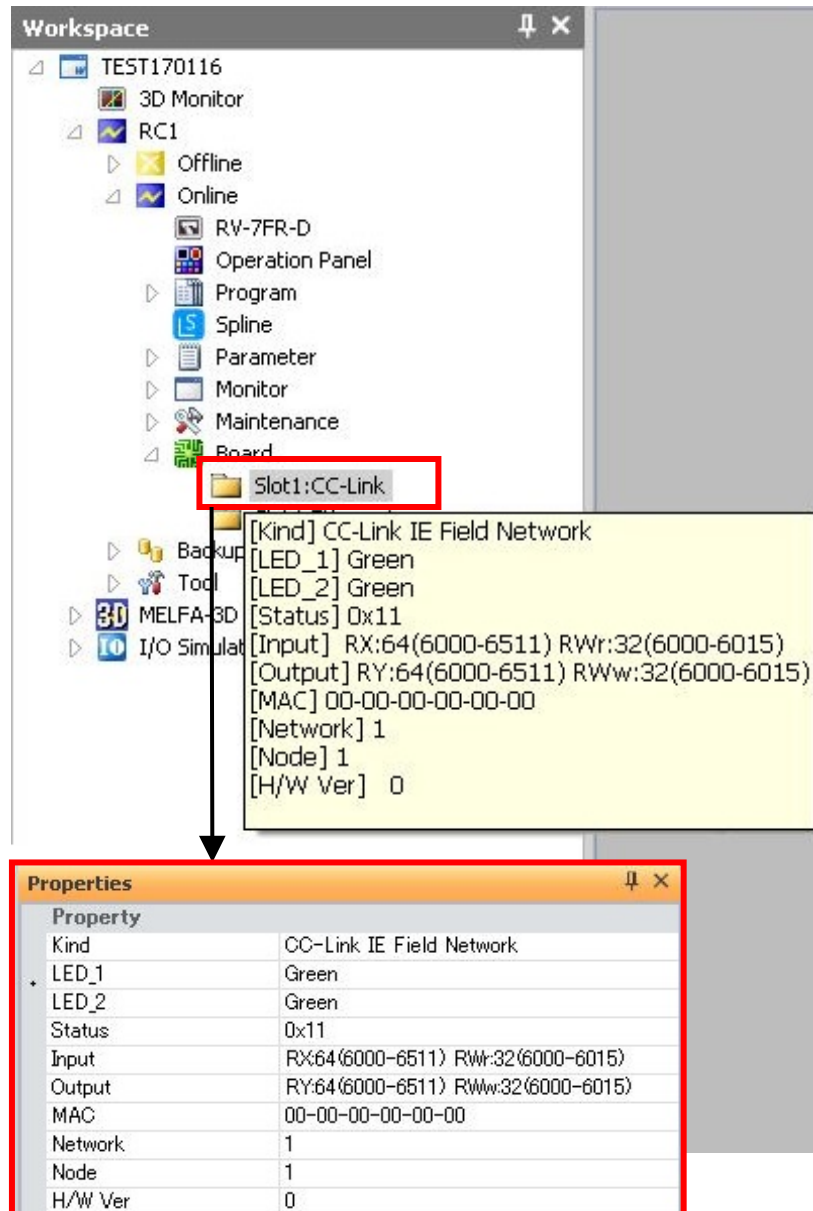 Workspace
TEST170116
3D Monitor
RC1
Offline
Online
RV-7FR-D
Operation Panel
Program
Spline
Parameter
Monitor
Maintenance
Board
Slot1:CC-Link
[Kind] CC-Link IE Field Network
[LED_1] Green
[LED_2] Green
[Status] 0x11
[Input] RX:64(6000-6511) RWr:32(6000-6015)
[Output] RY:64(6000-6511) RWw:32(6000-6015)
[MAC] 00-00-00-00-00-00
[Network] 1
[Node] 1
[H/W Ver] 0
Backup
Tool
MELFA-3D
I/O Simulat
Properties
Property
Kind CC-Link IE Field Network
LED_1 Green
LED_2 Green
Status 0x11
Input RX:64(6000-6511) RWr:32(6000-6015)
Output RY:64(6000-6511) RWw:32(6000-6015)
MAC 00-00-00-00-00-00
Network 1
Node 1
H/W Ver 0